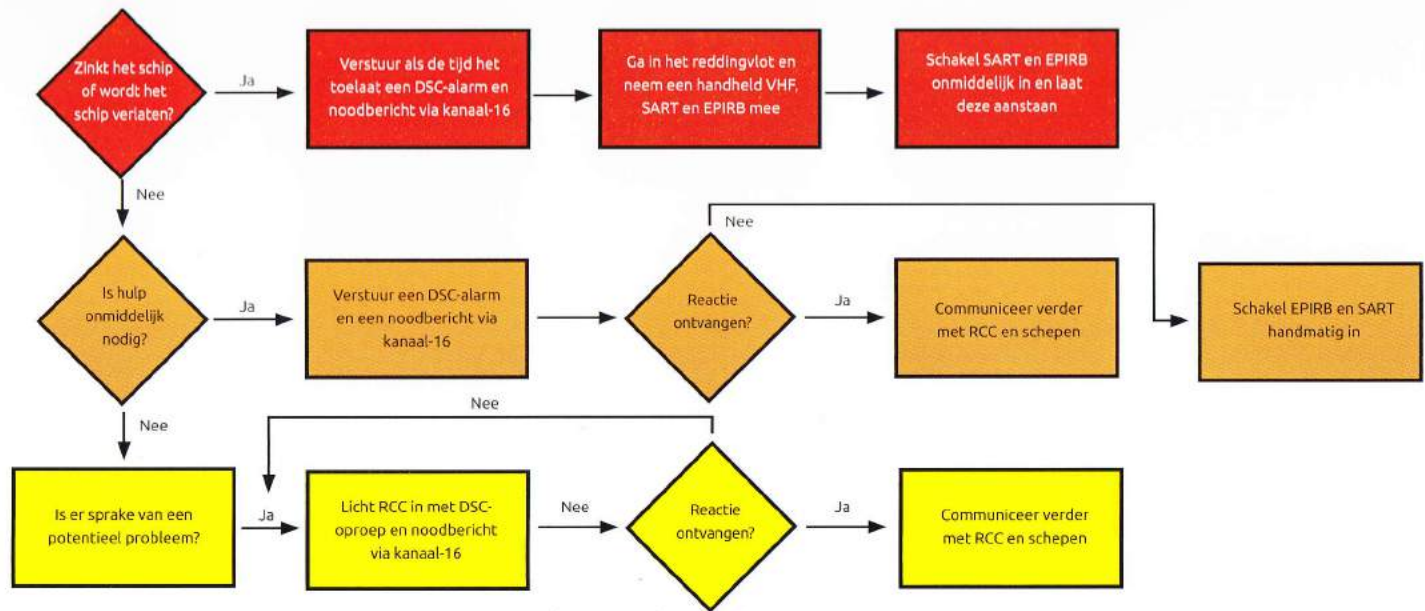 Zinkt het schip
of wordt het
schip verlaten?
Ja
Verstuur als de tijd het
toelaat een DSC-alarm en
noodbericht via kanaal-16
Ga in het reddingvlot en
neem een handheld VHF,
SART en EPIRB mee
Schakel SART en EPIRB
onmiddelijk in en laat
deze aanstaan
Nee
Is hulp
onmiddelijk
nodig?
Ja
Verstuur een DSC-alarm
en een noodbericht via
kanaal-16
Reactie
ontvangen?
Nee
Ja
Communiceer verder
met RCC en schepen
Schakel EPIRB en SART
handmatig in
Nee
Nee
Is er sprake van een
potentieel probleem?
Ja
Licht RCC in met DSC-
oproep en noodbericht
via kanaal-16
Nee
Reactie
ontvangen?
Ja
Communiceer verder
met RCC en schepen